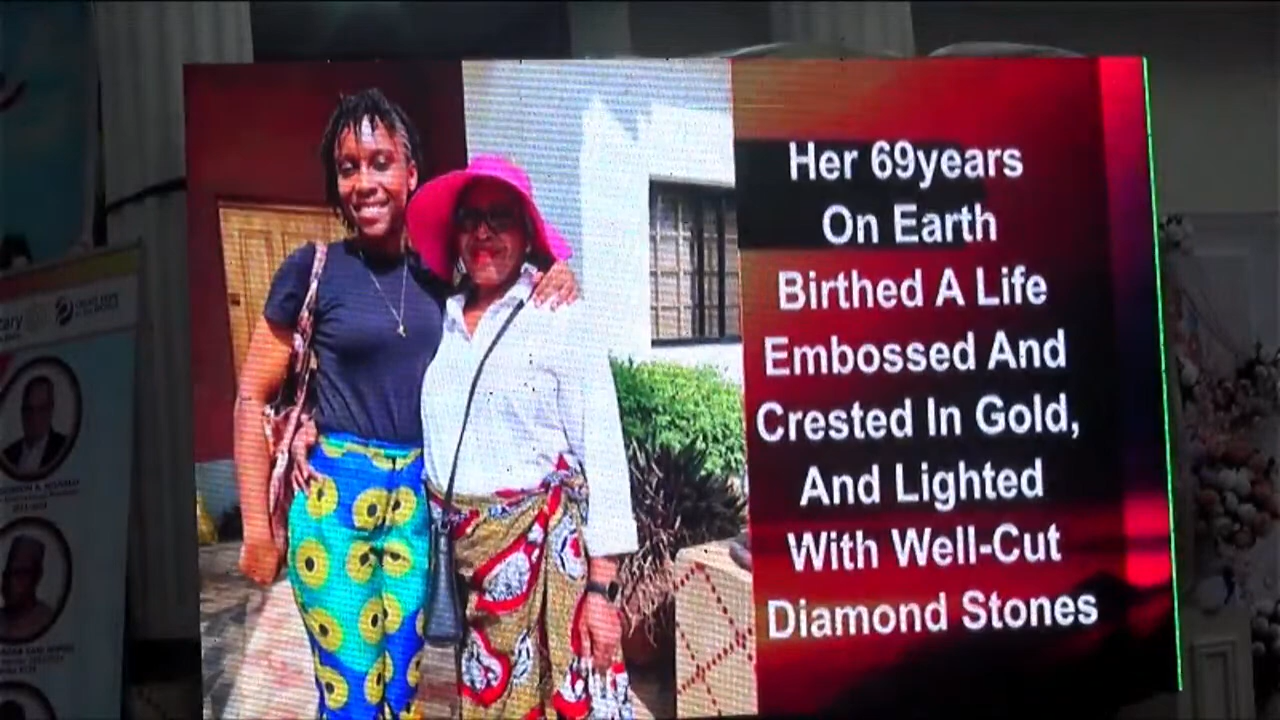 Her 69years
On Earth
Birthed A Life
Embossed And
Crested In Gold,
And Lighted
With Well-Cut
Diamond Stones